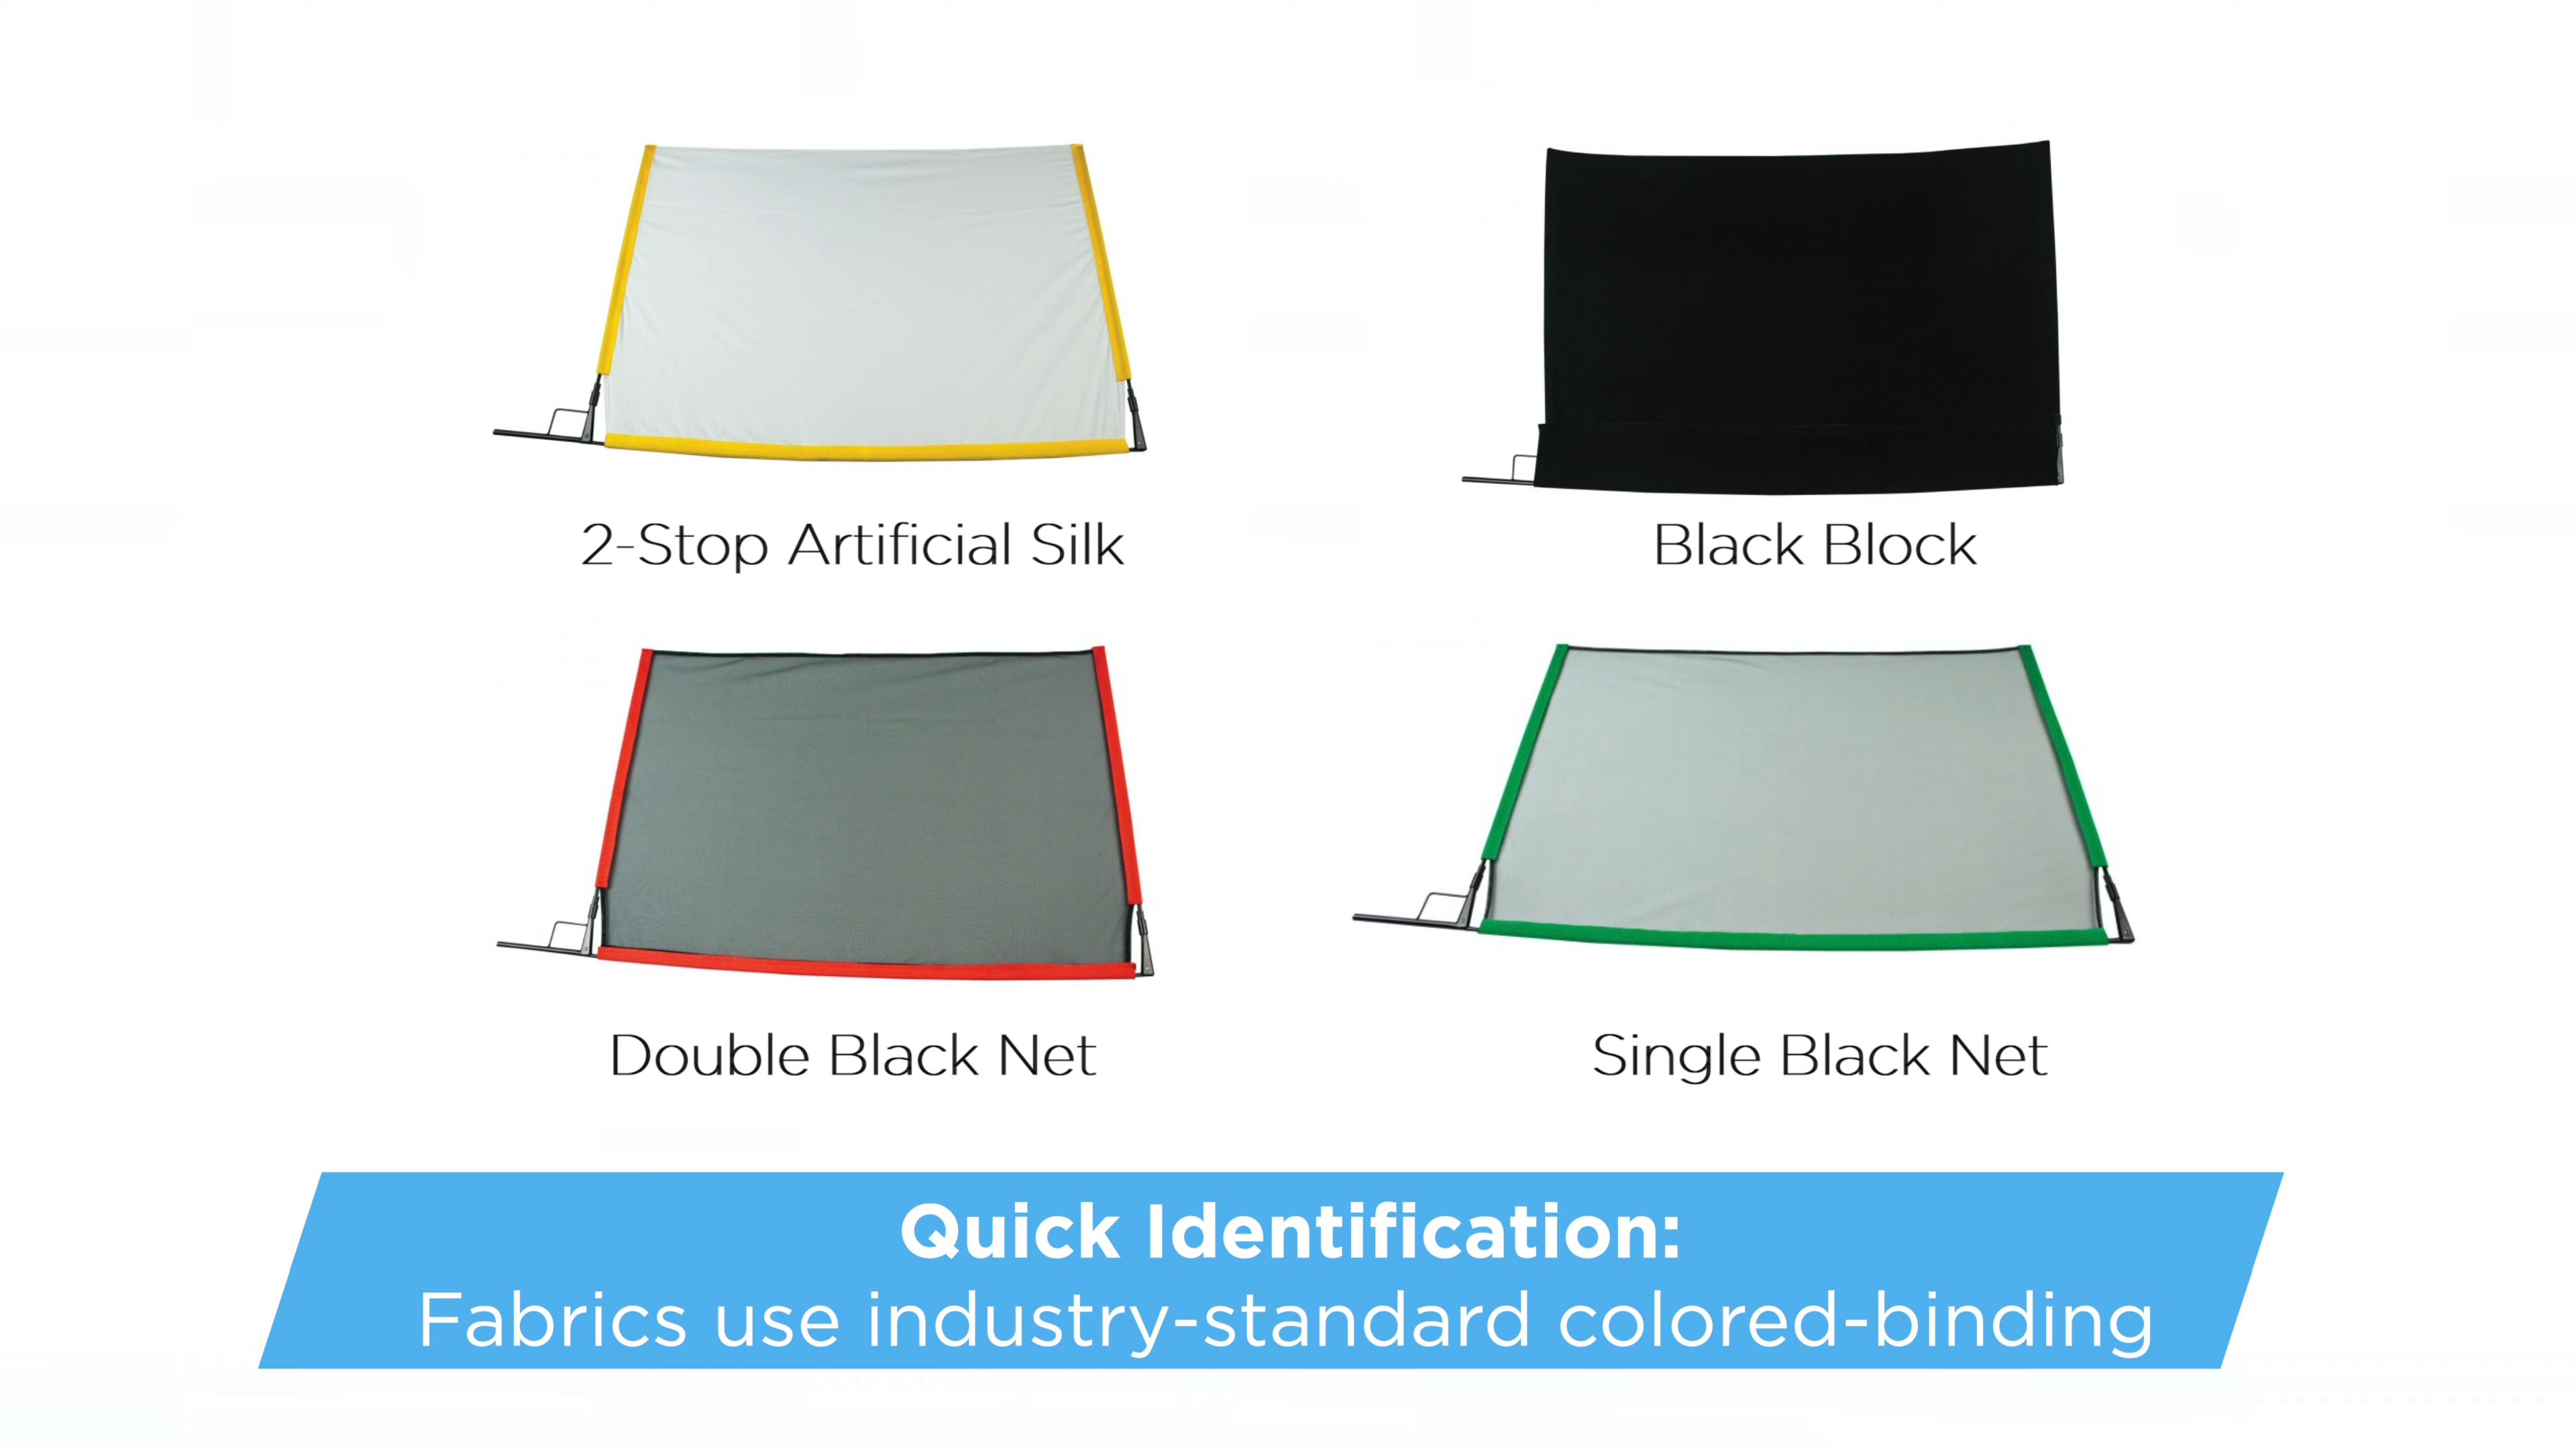 2-Stop Artificial Silk
Black Block
Double Black Net
Single Black Net
Quick Identification:
Fabrics use industry-standard colored-binding